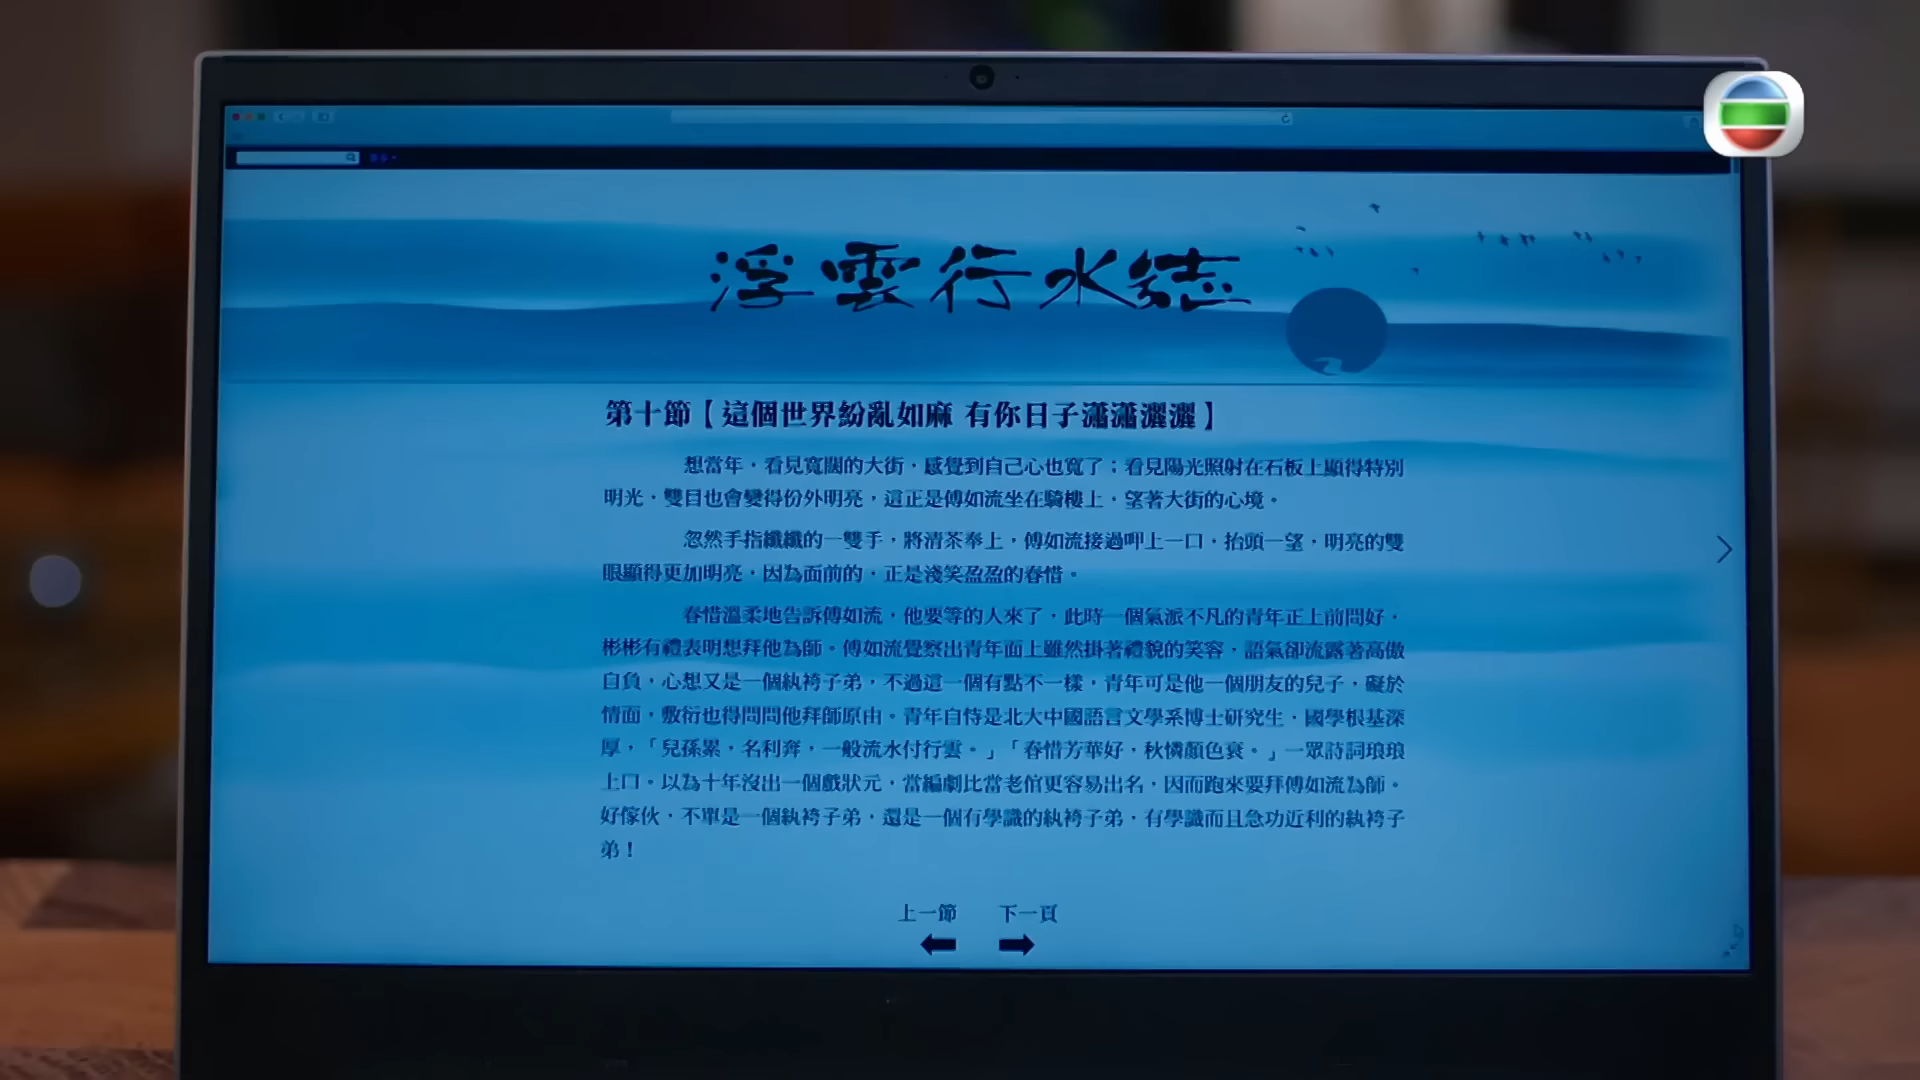 浮雲行水誌
第十節【這個世界紛亂如麻 有你日子瀟瀟灑灑】
想當年，看見寬闊的大街，感覺到自己心也寬了；看見陽光照射在石板上顯得特別
明光，雙目也會變得份外明亮，這正是傅如流坐在騎樓上，望著大街的心境。
忽然手指纖纖的一雙手，將清茶奉上，傅如流接過呷上一口，抬頭一望，明亮的雙
眼顯得更加明亮，因為面前的，正是淺笑盈盈的春惜。
春惜溫柔地告訴傅如流，他要等的人來了，此時一個氣派不凡的青年正上前問好，
彬彬有禮表明想拜他為師。傅如流覺察出青年面上雖然掛著禮貌的笑容，語氣卻流露著高傲
自負，心想又是一個紈袴子弟，不過這一個有點不一樣，青年可是他一個朋友的兒子，礙於
情面，敷衍也得問問他拜師原由。青年自恃是北大中國語言文學系博士研究生，國學根基深
厚，「兒孫累，名利奔，一般流水付行雲。」「春惜芳華好，秋憐顏色衰。」一眾詩詞琅琅
上口，以為十年沒出一個戲狀元，當編劇比當老倌更容易出名，因而跑來要拜傅如流為師。
好傢伙，不單是一個紈袴子弟，還是一個有學識的紈袴子弟，有學識而且急功近利的紈袴子
弟！
上一節 下一頁